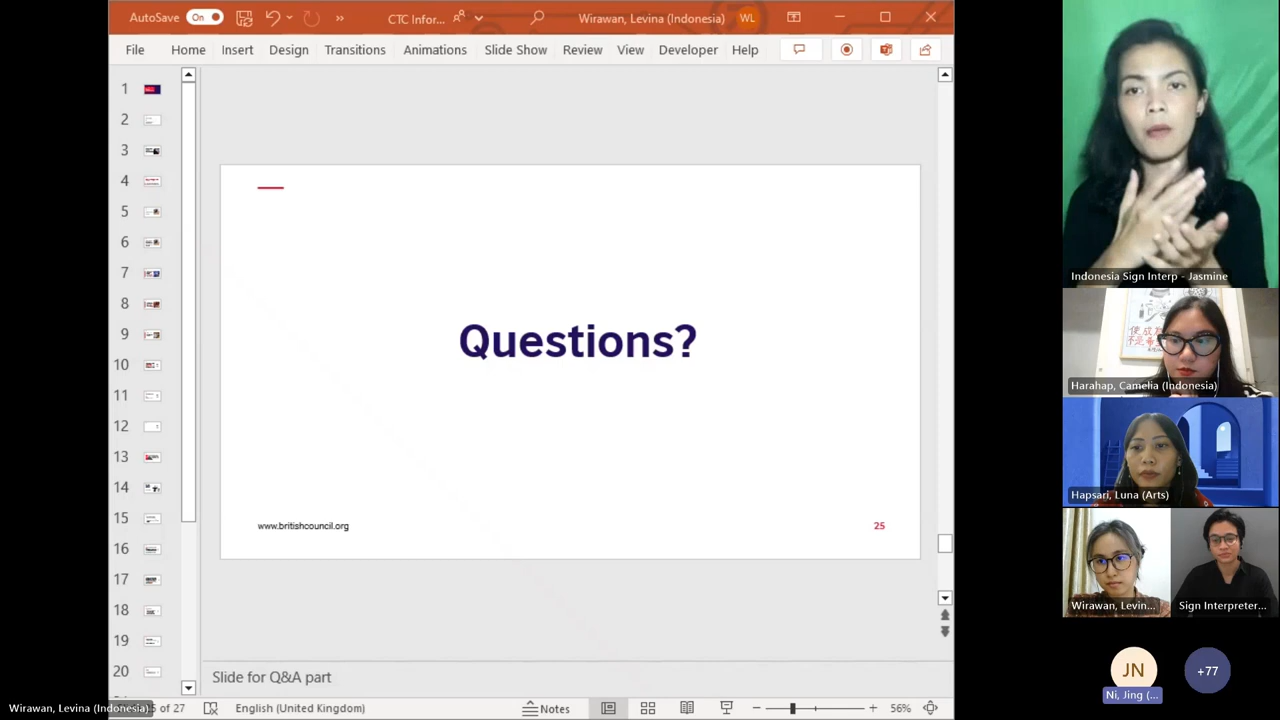 AutoSave
On
CTC Infor...
Wirawan, Levina (Indonesia)
WL
File Home Insert Design Transitions Animations Slide Show Review View Developer Help
1
2
3
4
5
6
7
8
9
10
11
12
13
14
15
16
17
18
19
20
Questions?
www.britishcouncil.org
25
Slide for Q&A part
of 27
English (United Kingdom)
Notes
56%
Wirawan, Levina (Indonesia)
Indonesia Sign Interp - Jasmine
Harahap, Camelia (Indonesia)
Hapsari, Luna (Arts)
Wirawan, Levin...
Sign Interpreter...
JN
+77
Ni, Jing (...